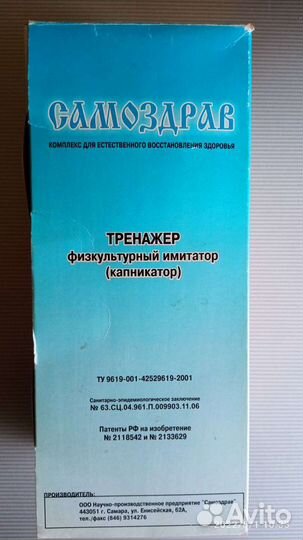 САМОЗДРАВ
КОМПЛЕКС ДЛЯ ЕСТЕСТВЕННОГО ВОССТАНОВЛЕНИЯ ЗДОРОВЬЯ
ТРЕНАЖЕР
физкультурный имитатор
(капникатор)
ТУ 9619-001-42529619-2001
Санитарно-эпидемиологическое заключение
№ 63.СЦ.04.961.П.009903.11.06
Патенты РФ на изобретение
№ 2118542 и № 2133629
ПРОИЗВОДИТЕЛЬ:
ООО Научно-производственное предприятие "Самоздрав"
443051 г. Самара, ул. Енисейская, 62А,
тел./факс (846) 9314276
Avito